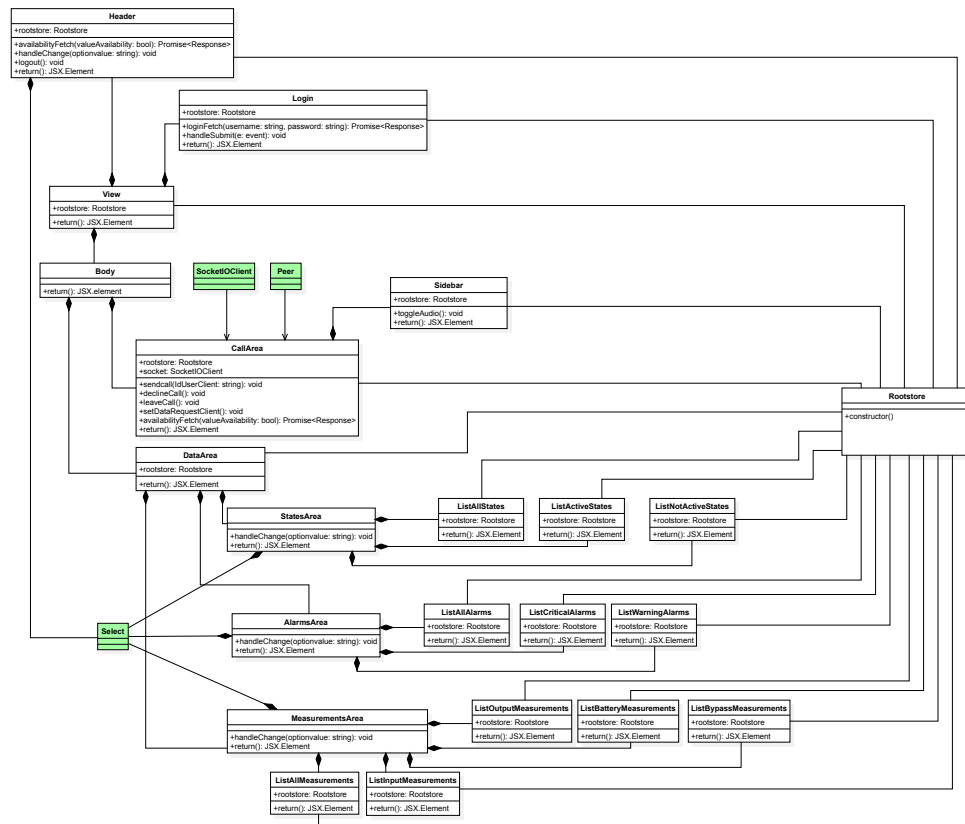 Header
+rootstore: Rootstore
+availabilityFetch(valueAvailability: bool): Promise<Response>
+handleChange(optionvalue: string): void
+logout(): void
+return(): JSX.Element
Login
+rootstore: Rootstore
+loginFetch(username: string, password: string): Promise<Response>
+handleSubmit(e: event): void
+return(): JSX.Element
View
+rootstore: Rootstore
+return(): JSX.Element
Body
+return(): JSX.element
SocketIOClient
Peer
Sidebar
+rootstore: Rootstore
+toggleAudio(): void
+return(): JSX.Element
CallArea
+rootstore: Rootstore
+socket: SocketIOClient
+sendcall(IdUserClient: string): void
+declineCall(): void
+leaveCall(): void
+setDataRequestClient(): void
+availabilityFetch(valueAvailability: bool): Promise<Response>
+return(): JSX.Element
Rootstore
+constructor()
DataArea
+rootstore: Rootstore
+return(): JSX.Element
StatesArea
+handleChange(optionvalue: string): void
+return(): JSX.Element
ListAllStates
+rootstore: Rootstore
+return(): JSX.Element
ListActiveStates
+rootstore: Rootstore
+return(): JSX.Element
ListNotActiveStates
+rootstore: Rootstore
+return(): JSX.Element
Select
AlarmsArea
+handleChange(optionvalue: string): void
+return(): JSX.Element
ListAllAlarms
+rootstore: Rootstore
+return(): JSX.Element
ListCriticalAlarms
+rootstore: Rootstore
+return(): JSX.Element
ListWarningAlarms
+rootstore: Rootstore
+return(): JSX.Element
MeasurementsArea
+handleChange(optionvalue: string): void
+return(): JSX.Element
ListOutputMeasurements
+rootstore: Rootstore
+return(): JSX.Element
ListBatteryMeasurements
+rootstore: Rootstore
+return(): JSX.Element
ListBypassMeasurements
+rootstore: Rootstore
+return(): JSX.Element
ListAllMeasurements
+rootstore: Rootstore
+return(): JSX.Element
ListInputMeasurements
+rootstore: Rootstore
+return(): JSX.Element